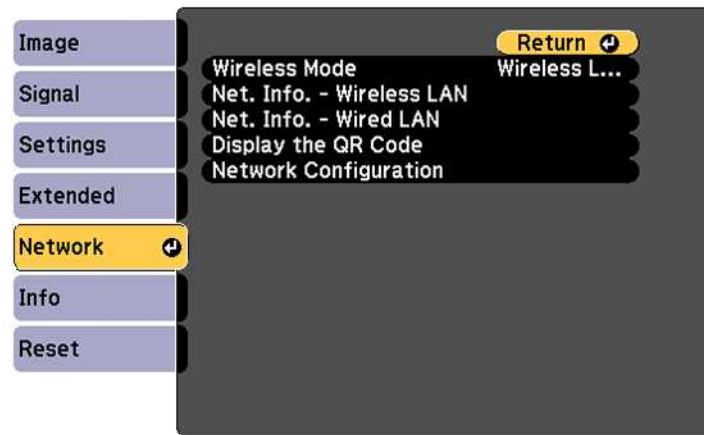 Image
Signal
Settings
Extended
Network
Info
Reset
Return
Wireless Mode Wireless L...
Net. Info. - Wireless LAN
Net. Info. - Wired LAN
Display the QR Code
Network Configuration